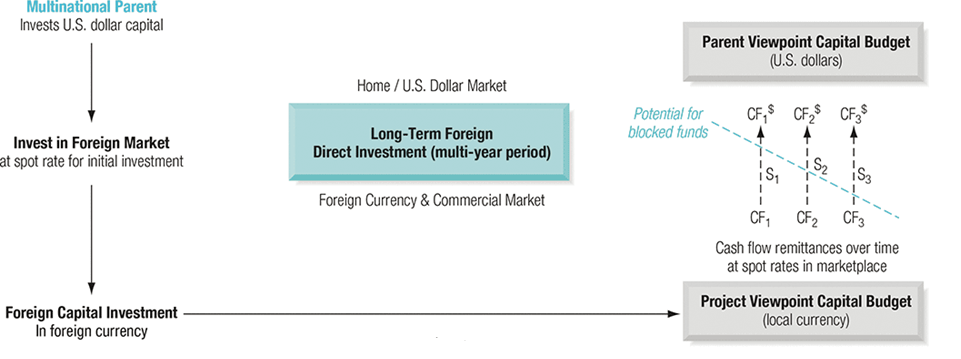 Multinational Parent
Invests U.S. dollar capital
Invest in Foreign Market
at spot rate for initial investment
Foreign Capital Investment
In foreign currency
Home / U.S. Dollar Market
Long-Term Foreign
Direct Investment (multi-year period)
Foreign Currency & Commercial Market
Parent Viewpoint Capital Budget
(U.S. dollars)
Potential for
blocked funds
CF₁$ CF₂$ CF₃$
S₁ S₂ S₃
CF₁ CF₂ CF₃
Cash flow remittances over time
at spot rates in marketplace
Project Viewpoint Capital Budget
(local currency)